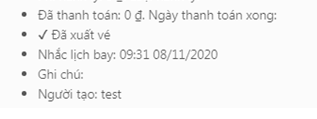 Đã thanh toán: 0 ₫. Ngày thanh toán xong:
✓ Đã xuất vé
Nhắc lịch bay: 09:31 08/11/2020
Ghi chú:
Người tạo: test